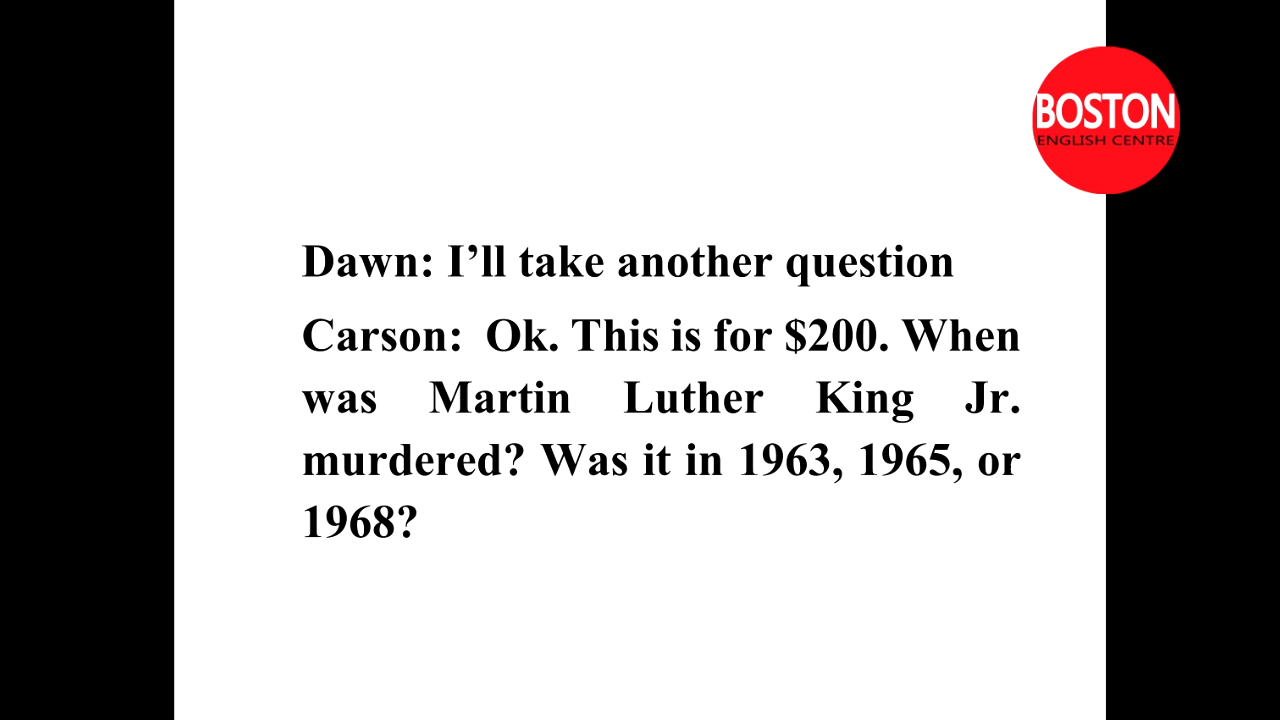 BOSTON
ENGLISH CENTRE
Dawn: I’ll take another question
Carson:  Ok. This is for $200. When
was Martin Luther King Jr.
murdered? Was it in 1963, 1965, or
1968?